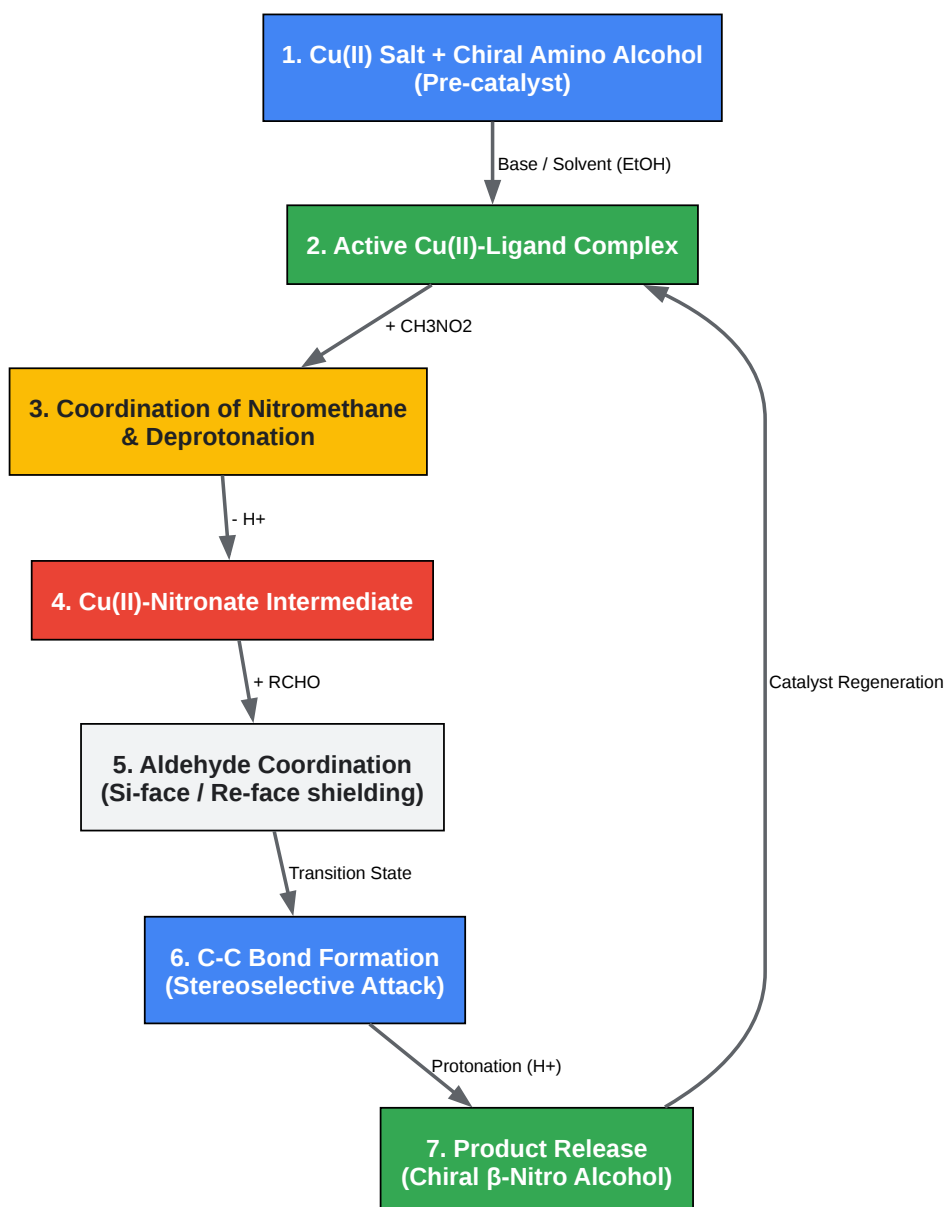 1. Cu(II) Salt + Chiral Amino Alcohol
(Pre-catalyst)
Base / Solvent (EtOH)
2. Active Cu(II)-Ligand Complex
+ CH3NO2
3. Coordination of Nitromethane
& Deprotonation
- H+
4. Cu(II)-Nitronate Intermediate
+ RCHO
Catalyst Regeneration
5. Aldehyde Coordination
(Si-face / Re-face shielding)
Transition State
6. C-C Bond Formation
(Stereoselective Attack)
Protonation (H+)
7. Product Release
(Chiral β-Nitro Alcohol)